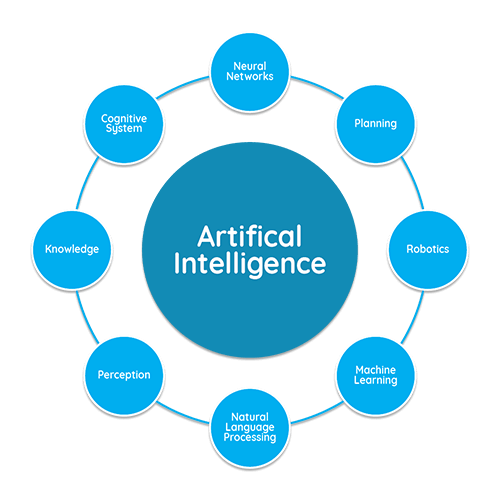 Neural
Networks
Planning
Robotics
Machine
Learning
Natural
Language
Processing
Perception
Knowledge
Cognitive
System
Artifical
Intelligence